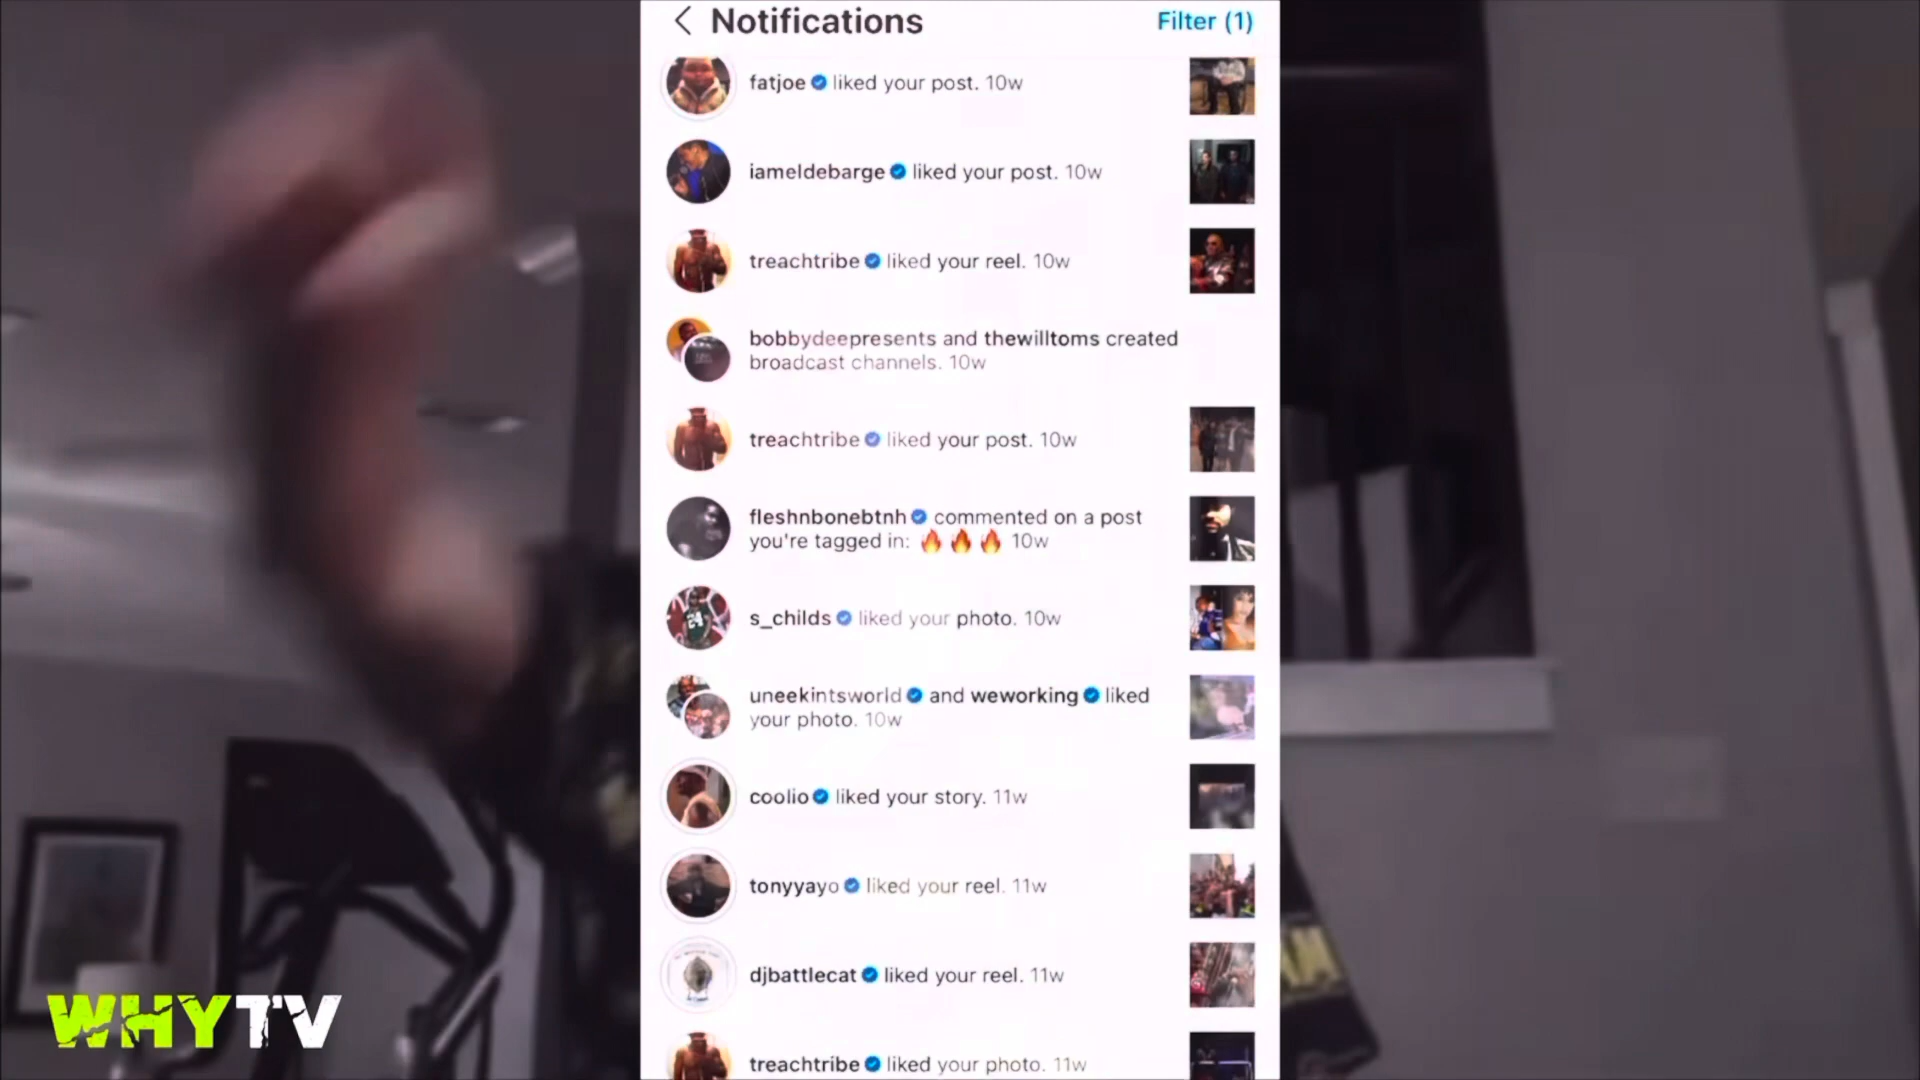 Notifications
Filter (1)
fatjoe liked your post. 10w
iameldebarge liked your post. 10w
treachtribe liked your reel. 10w
bobbydeepresents and thewilltoms created
broadcast channels. 10w
treachtribe liked your post. 10w
fleshnbonebtnh commented on a post
you're tagged in: 🔥🔥🔥 10w
s_childs liked your photo. 10w
uneekintsworld and weworking liked
your photo. 10w
coolio liked your story. 11w
tonyyayo liked your reel. 11w
djbattlecat liked your reel. 11w
treachtribe liked your photo. 11w
WHYTV